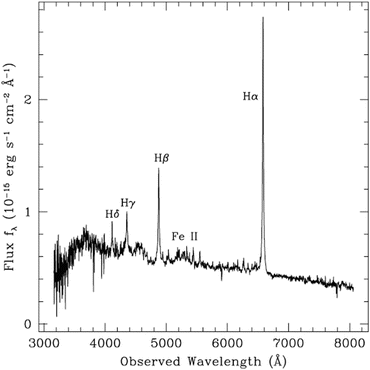 2
1
0
Flux fλ (10⁻¹⁵ erg s⁻¹ cm⁻² Å⁻¹)
Hδ
Hγ
Hβ
Fe II
Hα
3000 4000 5000 6000 7000 8000
Observed Wavelength (Å)